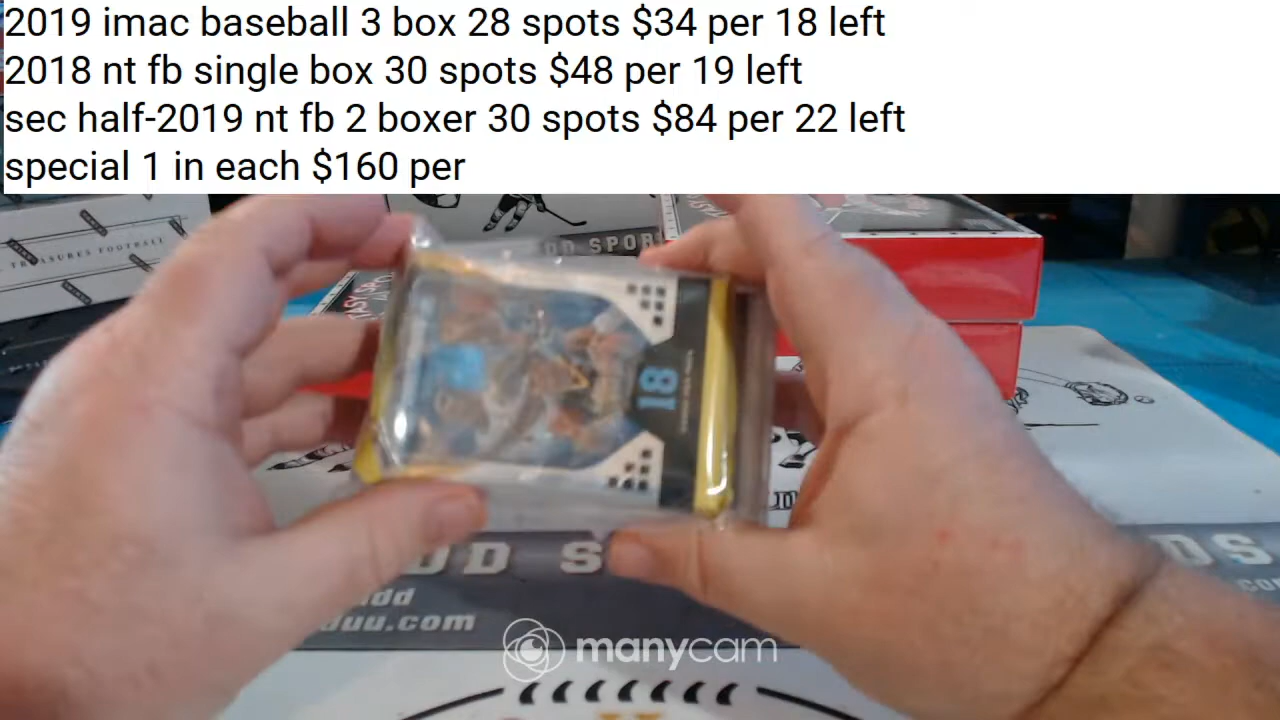 2019 imac baseball 3 box 28 spots $34 per 18 left
2018 nt fb single box 30 spots $48 per 19 left
sec half-2019 nt fb 2 boxer 30 spots $84 per 22 left
special 1 in each $160 per
TREASURES FOOTBALL
18
manycam